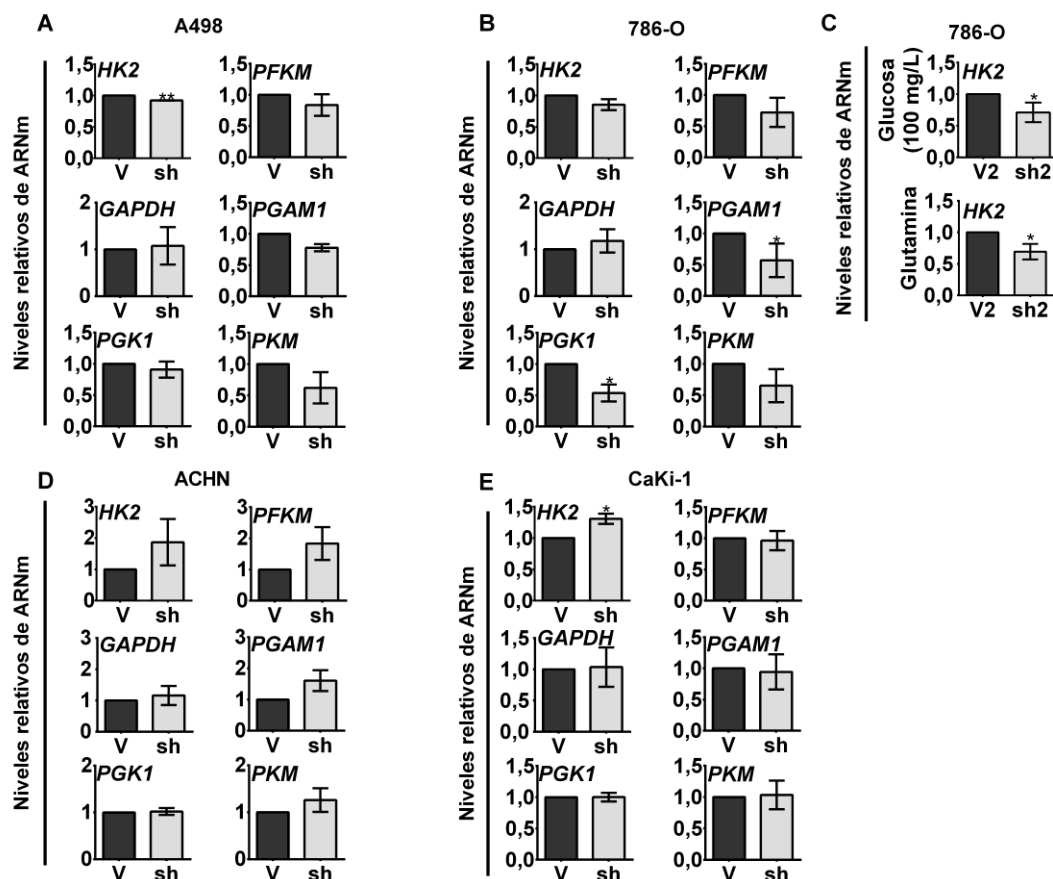 A
A498
Niveles relativos de ARNm
HK2
1,5
1,0
0,5
0,0
**
V
sh
PFKM
1,5
1,0
0,5
0,0
V
sh
GAPDH
2
1
0
V
sh
PGAM1
1,5
1,0
0,5
0,0
V
sh
PGK1
1,5
1,0
0,5
0,0
V
sh
PKM
1,5
1,0
0,5
0,0
V
sh
B
786-O
Niveles relativos de ARNm
HK2
1,5
1,0
0,5
0,0
V
sh
PFKM
1,5
1,0
0,5
0,0
V
sh
GAPDH
2
1
0
V
sh
PGAM1
1,5
1,0
0,5
0,0
*
V
sh
PGK1
1,5
1,0
0,5
0,0
*
V
sh
PKM
1,5
1,0
0,5
0,0
V
sh
C
786-O
Niveles relativos de ARNm
Glucosa
(100 mg/L)
HK2
1,5
1,0
0,5
0,0
*
V2
sh2
Glutamina
HK2
1,5
1,0
0,5
0,0
*
V2
sh2
D
ACHN
Niveles relativos de ARNm
HK2
3
2
1
0
V
sh
PFKM
3
2
1
0
V
sh
GAPDH
3
2
1
0
V
sh
PGAM1
3
2
1
0
V
sh
PGK1
2
1
0
V
sh
PKM
2
1
0
V
sh
E
CaKi-1
Niveles relativos de ARNm
HK2
1,5
1,0
0,5
0,0
*
V
sh
PFKM
1,5
1,0
0,5
0,0
V
sh
GAPDH
1,5
1,0
0,5
0,0
V
sh
PGAM1
1,5
1,0
0,5
0,0
V
sh
PGK1
1,5
1,0
0,5
0,0
V
sh
PKM
1,5
1,0
0,5
0,0
V
sh